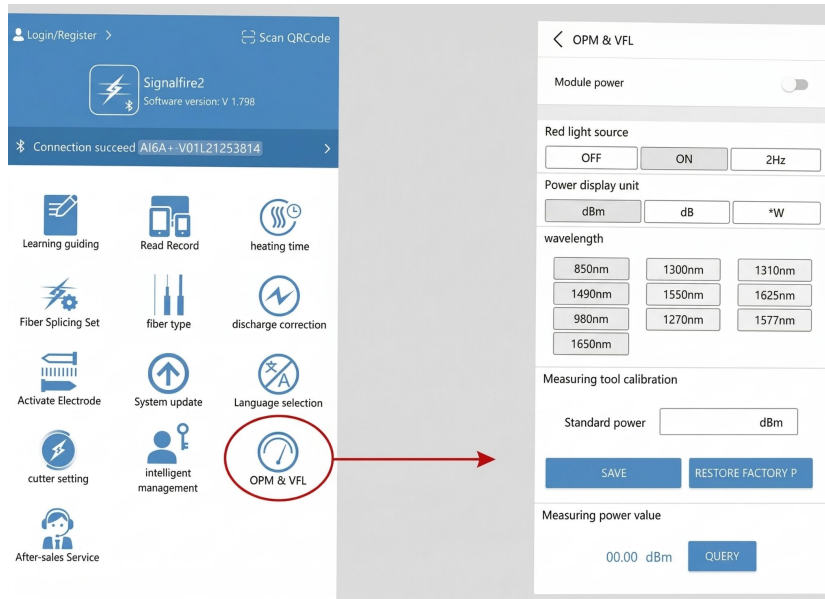 Login/Register >
Scan QRCode
Signalfire2
Software version: V 1.798
Connection succeed AI6A+-V01L21253814 >
Learning guiding
Read Record
heating time
Fiber Splicing Set
fiber type
discharge correction
Activate Electrode
System update
Language selection
cutter setting
intelligent
management
OPM & VFL
After-sales Service
OPM & VFL
Module power
Red light source
OFF ON 2Hz
Power display unit
dBm dB *W
wavelength
850nm 1300nm 1310nm
1490nm 1550nm 1625nm
980nm 1270nm 1577nm
1650nm
Measuring tool calibration
Standard power dBm
SAVE RESTORE FACTORY P
Measuring power value
00.00 dBm QUERY